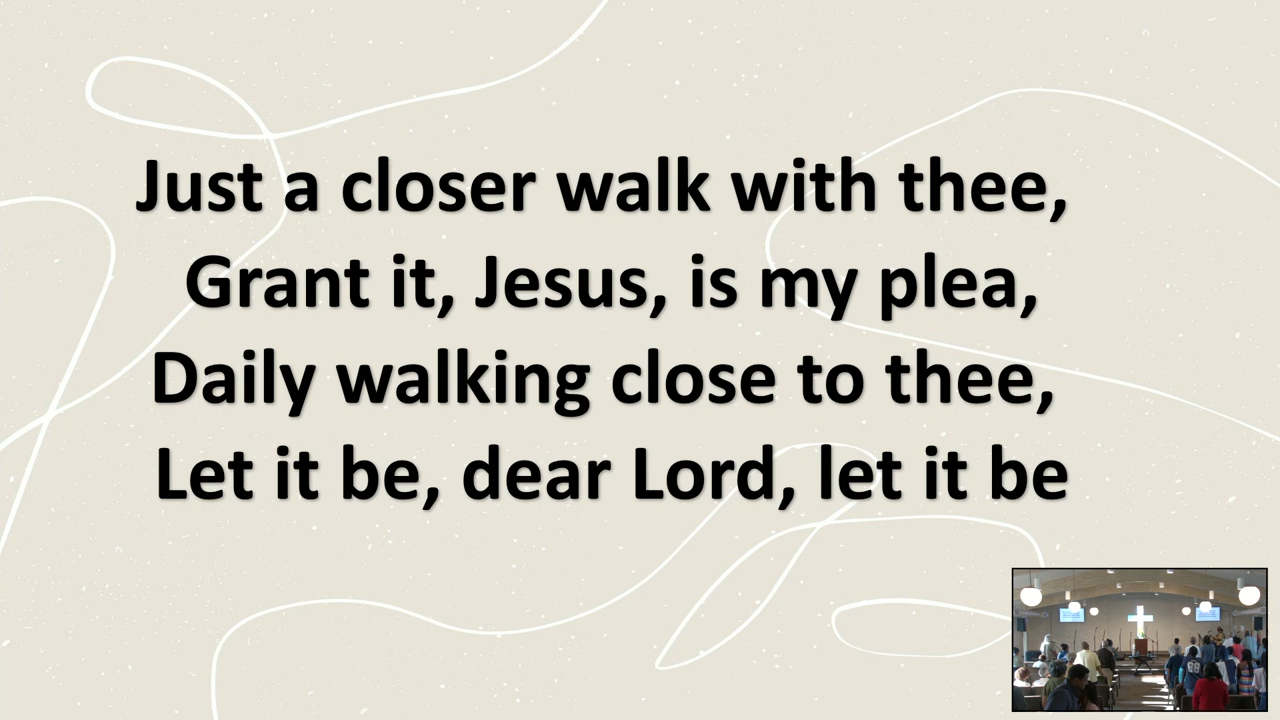 Just a closer walk with thee,
Grant it, Jesus, is my plea,
Daily walking close to thee,
Let it be, dear Lord, let it be